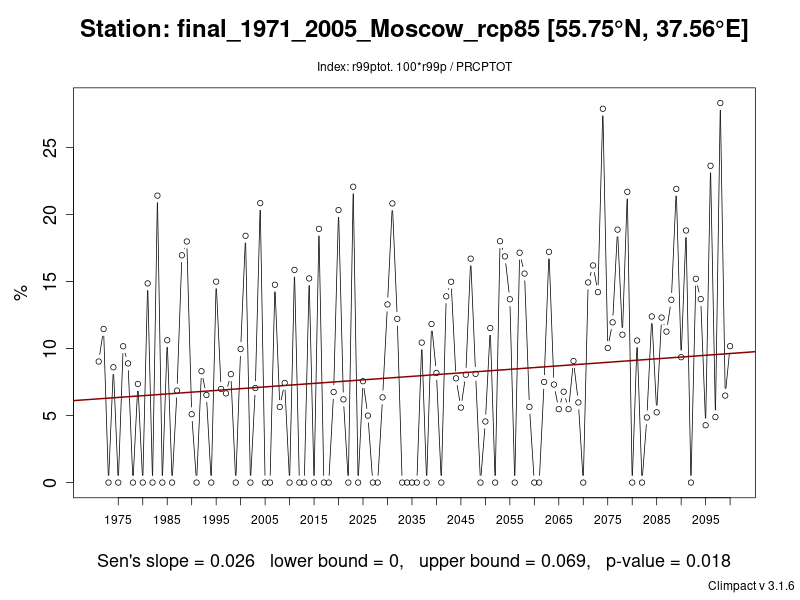 Station: final_1971_2005_Moscow_rcp85 [55.75°N, 37.56°E]
Index: r99ptot. 100*r99p / PRCPTOT
%
25
20
15
10
5
0
1975 1985 1995 2005 2015 2025 2035 2045 2055 2065 2075 2085 2095
Sen's slope = 0.026 lower bound = 0, upper bound = 0.069, p-value = 0.018
Climpact v 3.1.6